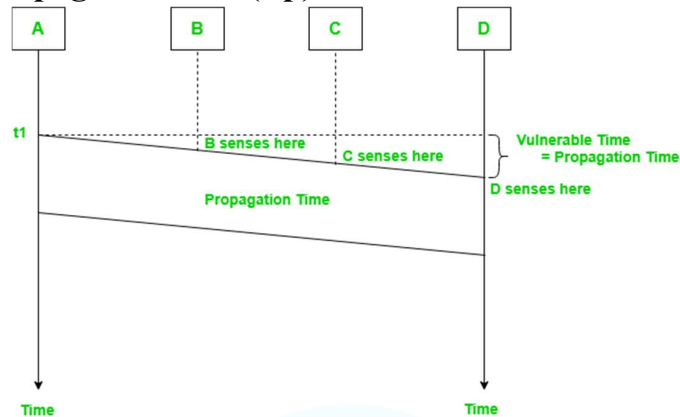 A B C D
t1
B senses here
C senses here
Vulnerable Time
= Propagation Time
D senses here
Propagation Time
Time Time